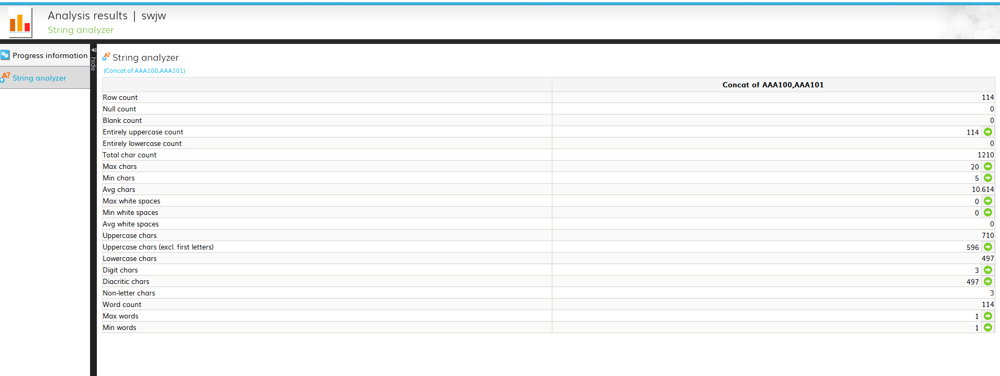 Analysis results | swjw
String analyzer
Progress information
String analyzer
hide
String analyzer
(Concat of AAA100,AAA101)
Concat of AAA100,AAA101
Row count 114
Null count 0
Blank count 0
Entirely uppercase count 114
Entirely lowercase count 0
Total char count 1210
Max chars 20
Min chars 5
Avg chars 10.614
Max white spaces 0
Min white spaces 0
Avg white spaces 0
Uppercase chars 710
Uppercase chars (excl. first letters) 596
Lowercase chars 497
Digit chars 3
Diacritic chars 497
Non-letter chars 3
Word count 114
Max words 1
Min words 1